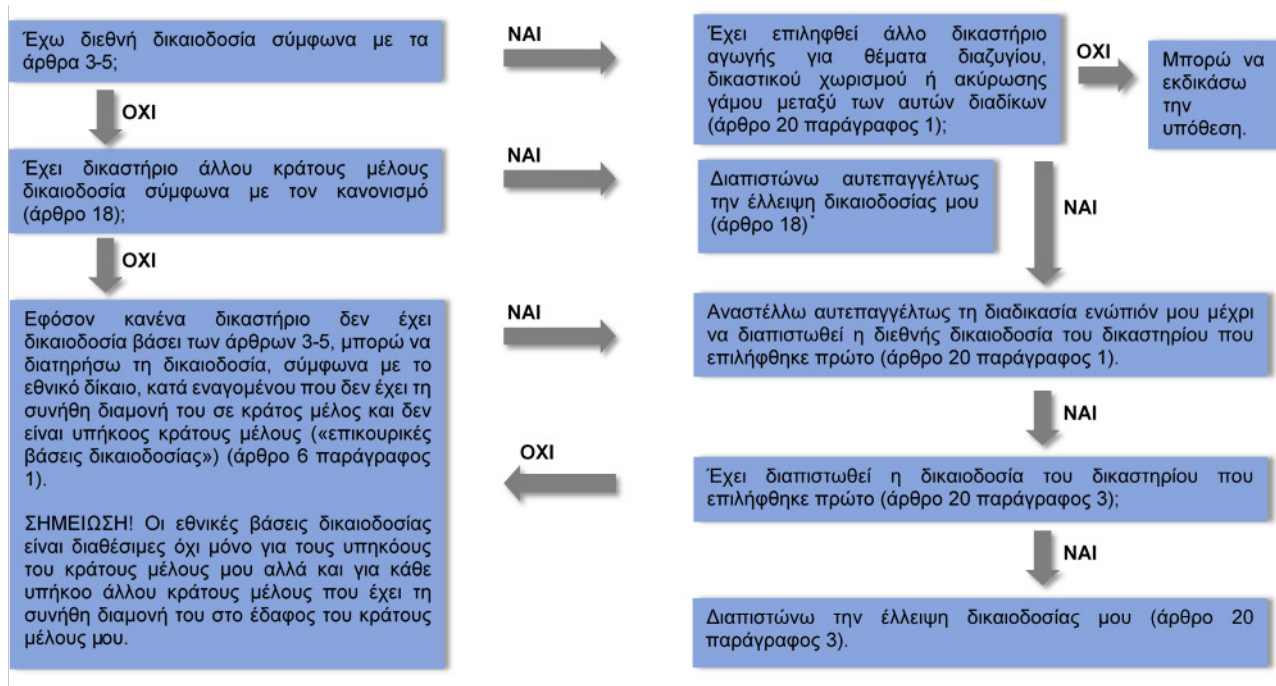 Έχω διεθνή δικαιοδοσία σύμφωνα με τα
άρθρα 3-5;
ΝΑΙ
Έχει επιληφθεί άλλο δικαστήριο
αγωγής για θέματα διαζυγίου,
δικαστικού χωρισμού ή ακύρωσης
γάμου μεταξύ των αυτών διαδίκων
(άρθρο 20 παράγραφος 1);
ΟΧΙ
Μπορώ να
εκδικάσω
την
υπόθεση.
ΟΧΙ
Έχει δικαστήριο άλλου κράτους μέλους
δικαιοδοσία σύμφωνα με τον κανονισμό
(άρθρο 18);
ΝΑΙ
Διαπιστώνω αυτεπαγγέλτως
την έλλειψη δικαιοδοσίας μου
(άρθρο 18)*
ΝΑΙ
ΟΧΙ
Εφόσον κανένα δικαστήριο δεν έχει
δικαιοδοσία βάσει των άρθρων 3-5, μπορώ να
διατηρήσω τη δικαιοδοσία, σύμφωνα με το
εθνικό δίκαιο, κατά εναγομένου που δεν έχει τη
συνήθη διαμονή του σε κράτος μέλος και δεν
είναι υπήκοος κράτους μέλους («επικουρικές
βάσεις δικαιοδοσίας») (άρθρο 6 παράγραφος
1).
ΣΗΜΕΙΩΣΗ! Οι εθνικές βάσεις δικαιοδοσίας
είναι διαθέσιμες όχι μόνο για τους υπηκόους
του κράτους μέλους μου αλλά και για κάθε
υπήκοο άλλου κράτους μέλους που έχει τη
συνήθη διαμονή του στο έδαφος του κράτους
μέλους μου.
ΝΑΙ
Αναστέλλω αυτεπαγγέλτως τη διαδικασία ενώπιόν μου μέχρι
να διαπιστωθεί η διεθνής δικαιοδοσία του δικαστηρίου που
επιλήφθηκε πρώτο (άρθρο 20 παράγραφος 1).
ΝΑΙ
ΟΧΙ
Έχει διαπιστωθεί η δικαιοδοσία του δικαστηρίου που
επιλήφθηκε πρώτο (άρθρο 20 παράγραφος 3);
ΝΑΙ
Διαπιστώνω την έλλειψη δικαιοδοσίας μου (άρθρο 20
παράγραφος 3).